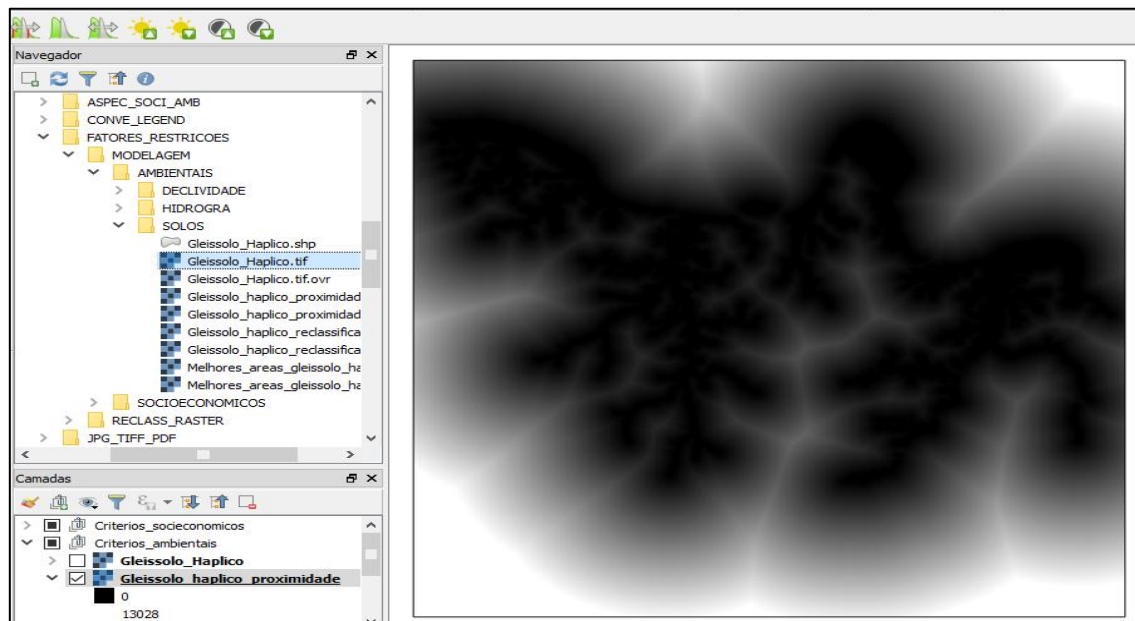 Navegador
ASPEC_SOCI_AMB
CONVE_LEGEND
FATORES_RESTRICOES
MODELAGEM
AMBIENTAIS
DECLIVIDADE
HIDROGRA
SOLOS
Gleissolo_Haplico.shp
Gleissolo_Haplico.tif
Gleissolo_Haplico.tif.ovr
Gleissolo_haplico_proximidad
Gleissolo_haplico_proximidad
Gleissolo_haplico_reclassifica
Gleissolo_haplico_reclassifica
Melhores_areas_gleissolo_ha
Melhores_areas_gleissolo_ha
SOCIOECONOMICOS
RECLASS_RASTER
JPG_TIFF_PDF
Camadas
Criterios_socieconomicos
Criterios_ambientais
Gleissolo_Haplico
Gleissolo_haplico_proximidade
0
13028